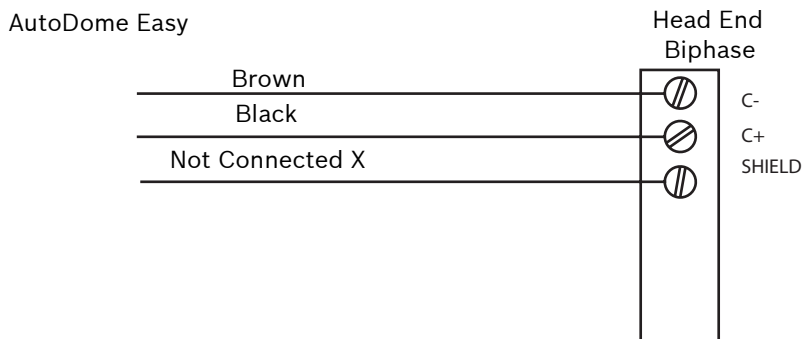 AutoDome Easy
Head End
Biphase
Brown
C-
Black
C+
Not Connected X
SHIELD